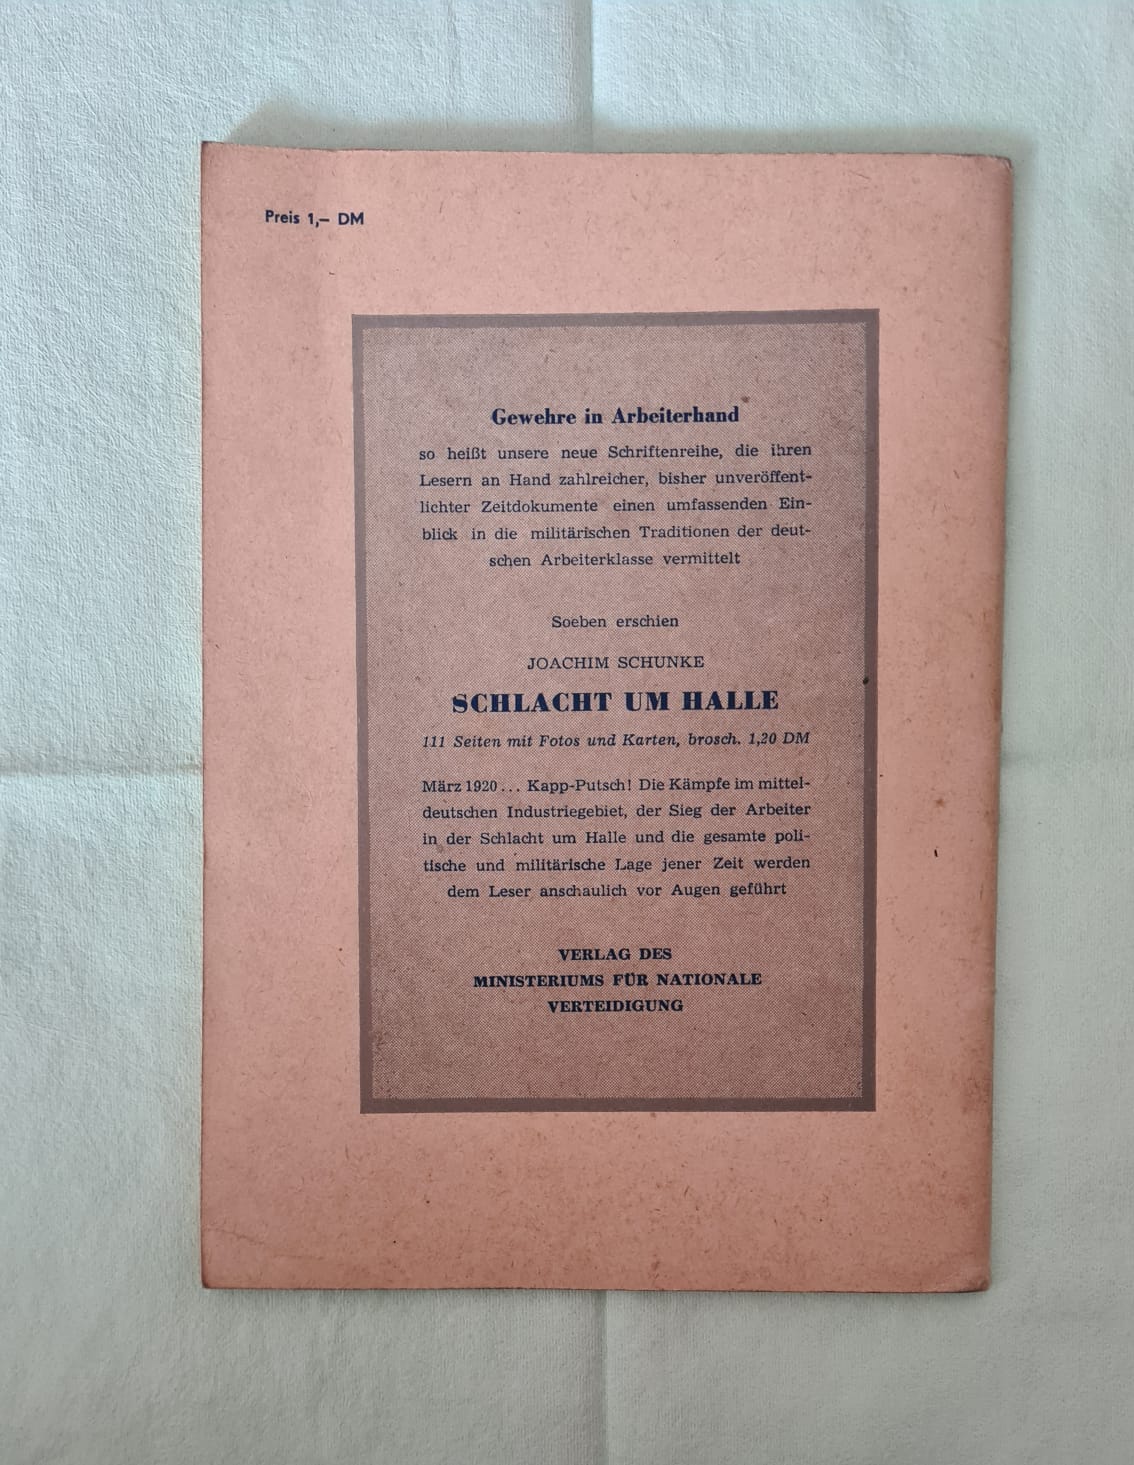 Preis 1,– DM
Gewehre in Arbeiterhand
so heißt unsere neue Schriftenreihe, die ihren
Lesern an Hand zahlreicher, bisher unveröffent-
lichter Zeitdokumente einen umfassenden Ein-
blick in die militärischen Traditionen der deut-
schen Arbeiterklasse vermittelt
Soeben erschien
JOACHIM SCHUNKE
SCHLACHT UM HALLE
111 Seiten mit Fotos und Karten, brosch. 1,20 DM
März 1920 ... Kapp-Putsch! Die Kämpfe im mittel-
deutschen Industriegebiet, der Sieg der Arbeiter
in der Schlacht um Halle und die gesamte poli-
tische und militärische Lage jener Zeit werden
dem Leser anschaulich vor Augen geführt
VERLAG DES
MINISTERIUMS FÜR NATIONALE
VERTEIDIGUNG